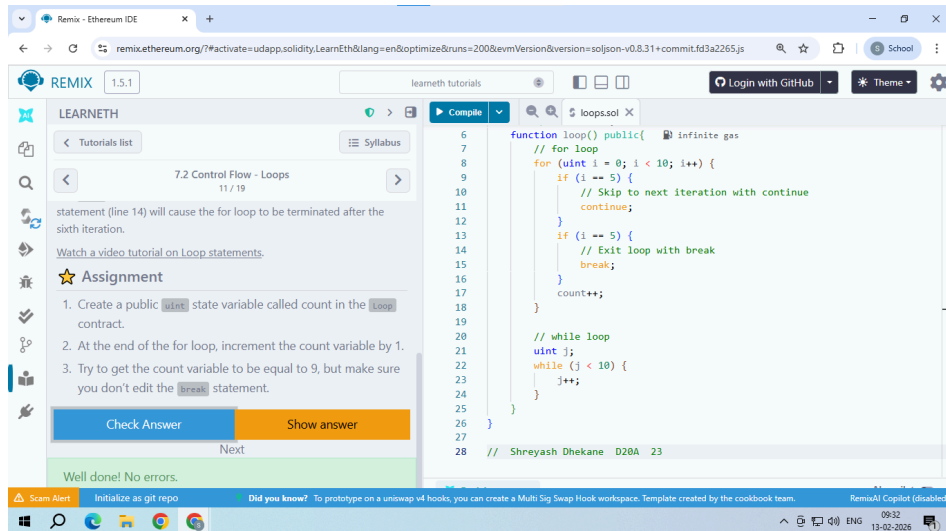 Remix - Ethereum IDE
remix.ethereum.org/?#activate=udapp,solidity,LearnEth&lang=en&optimize&runs=200&evmVersion&version=soljson-v0.8.31+commit.fd3a2265.js
School
REMIX 1.5.1
learneth tutorials
Login with GitHub
Theme
LEARNETH
Tutorials list
Syllabus
7.2 Control Flow - Loops
11 / 19
statement (line 14) will cause the for loop to be terminated after the
sixth iteration.
Watch a video tutorial on Loop statements.
Assignment
1. Create a public uint state variable called count in the Loop
contract.
2. At the end of the for loop, increment the count variable by 1.
3. Try to get the count variable to be equal to 9, but make sure
you don't edit the break statement.
Check Answer
Show answer
Next
Well done! No errors.
Compile
loops.sol
6 function loop() public{ infinite gas
7 // for loop
8 for (uint i = 0; i < 10; i++) {
9 if (i == 5) {
10 // Skip to next iteration with continue
11 continue;
12 }
13 if (i == 5) {
14 // Exit loop with break
15 break;
16 }
17 count++;
18 }
19
20 // while loop
21 uint j;
22 while (j < 10) {
23 j++;
24 }
25 }
26 }
27
28 // Shreyash Dhekane D20A 23
Scam Alert
Initialize as git repo
Did you know? To prototype on a uniswap v4 hooks, you can create a Multi Sig Swap Hook workspace. Template created by the cookbook team.
RemixAI Copilot (disabled
ENG
09:32
13-02-2026